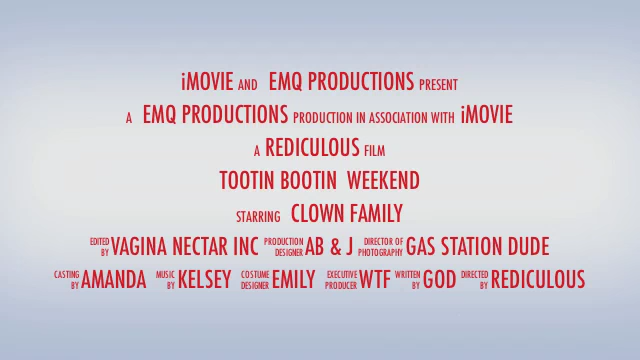 iMOVIE AND EMQ PRODUCTIONS PRESENT
A EMQ PRODUCTIONS PRODUCTION IN ASSOCIATION WITH iMOVIE
A REDICULOUS FILM
TOOTIN BOOTIN WEEKEND
STARRING CLOWN FAMILY
EDITED BY VAGINA NECTAR INC PRODUCTION DESIGNER AB & J DIRECTOR OF PHOTOGRAPHY GAS STATION DUDE
CASTING BY AMANDA MUSIC BY KELSEY COSTUME DESIGNER EMILY EXECUTIVE PRODUCER WTF WRITTEN BY GOD DIRECTED BY REDICULOUS